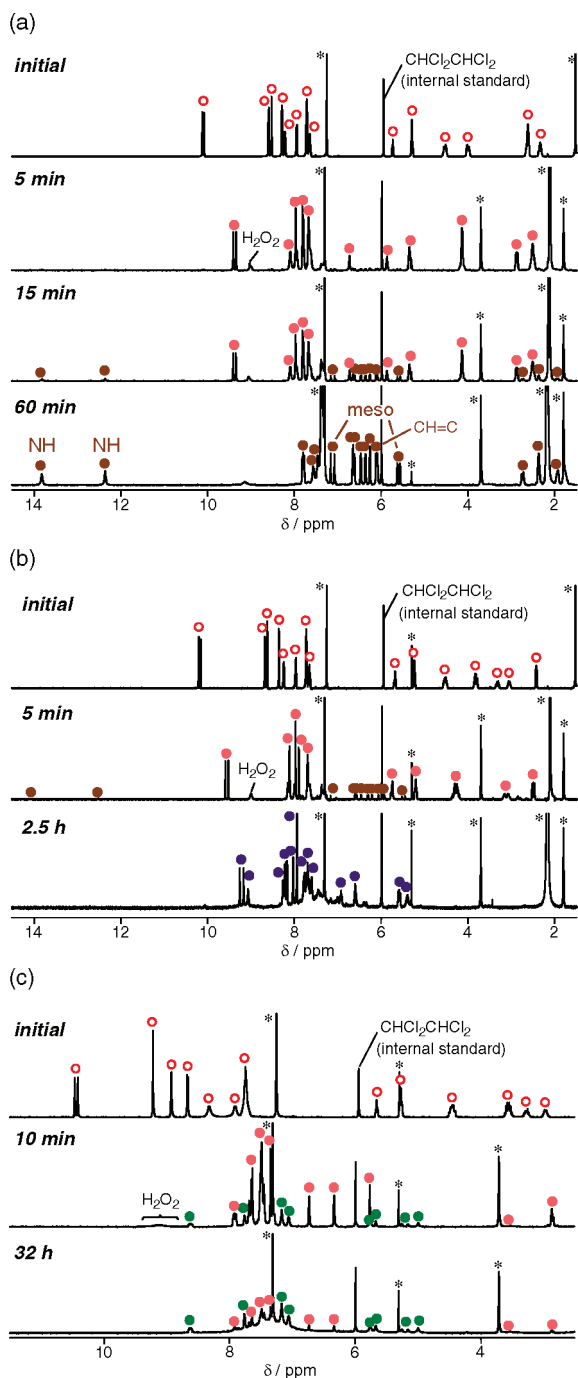 (a)
*
CHCl2CHCl2
(internal standard)
*
initial
5 min
H2O2
*
*
*
*
15 min
*
*
*
*
60 min
*
meso
CH=C
*
*
*
*
NH
NH
14
12
10
8
6
4
2
δ / ppm
(b)
*
CHCl2CHCl2
(internal standard)
*
initial
*
5 min
H2O2
*
*
*
*
*
2.5 h
*
*
*
*
*
14
12
10
8
6
4
2
δ / ppm
(c)
initial
*
CHCl2CHCl2
(internal standard)
*
10 min
H2O2
*
*
*
32 h
*
*
*
10
8
6
4
δ / ppm